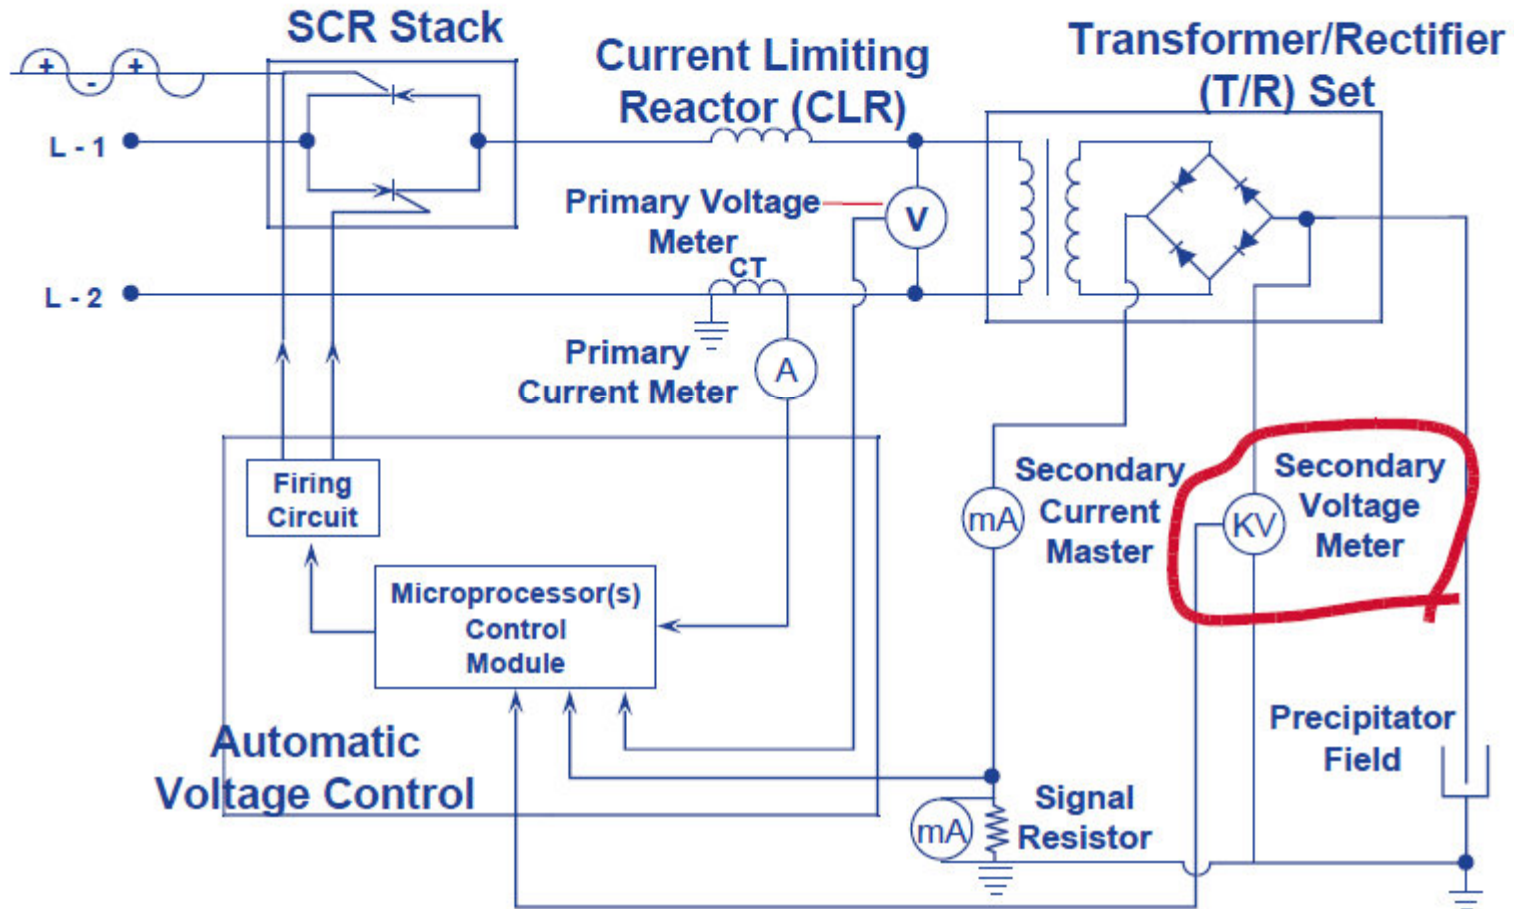 SCR Stack
Current Limiting
Reactor (CLR)
Transformer/Rectifier
(T/R) Set
+
-
+
L - 1
Primary Voltage
Meter
V
CT
L - 2
Primary
Current Meter
A
Firing
Circuit
Microprocessor(s)
Control
Module
Automatic
Voltage Control
mA
Secondary
Current
Master
KV
Secondary
Voltage
Meter
Precipitator
Field
mA
Signal
Resistor